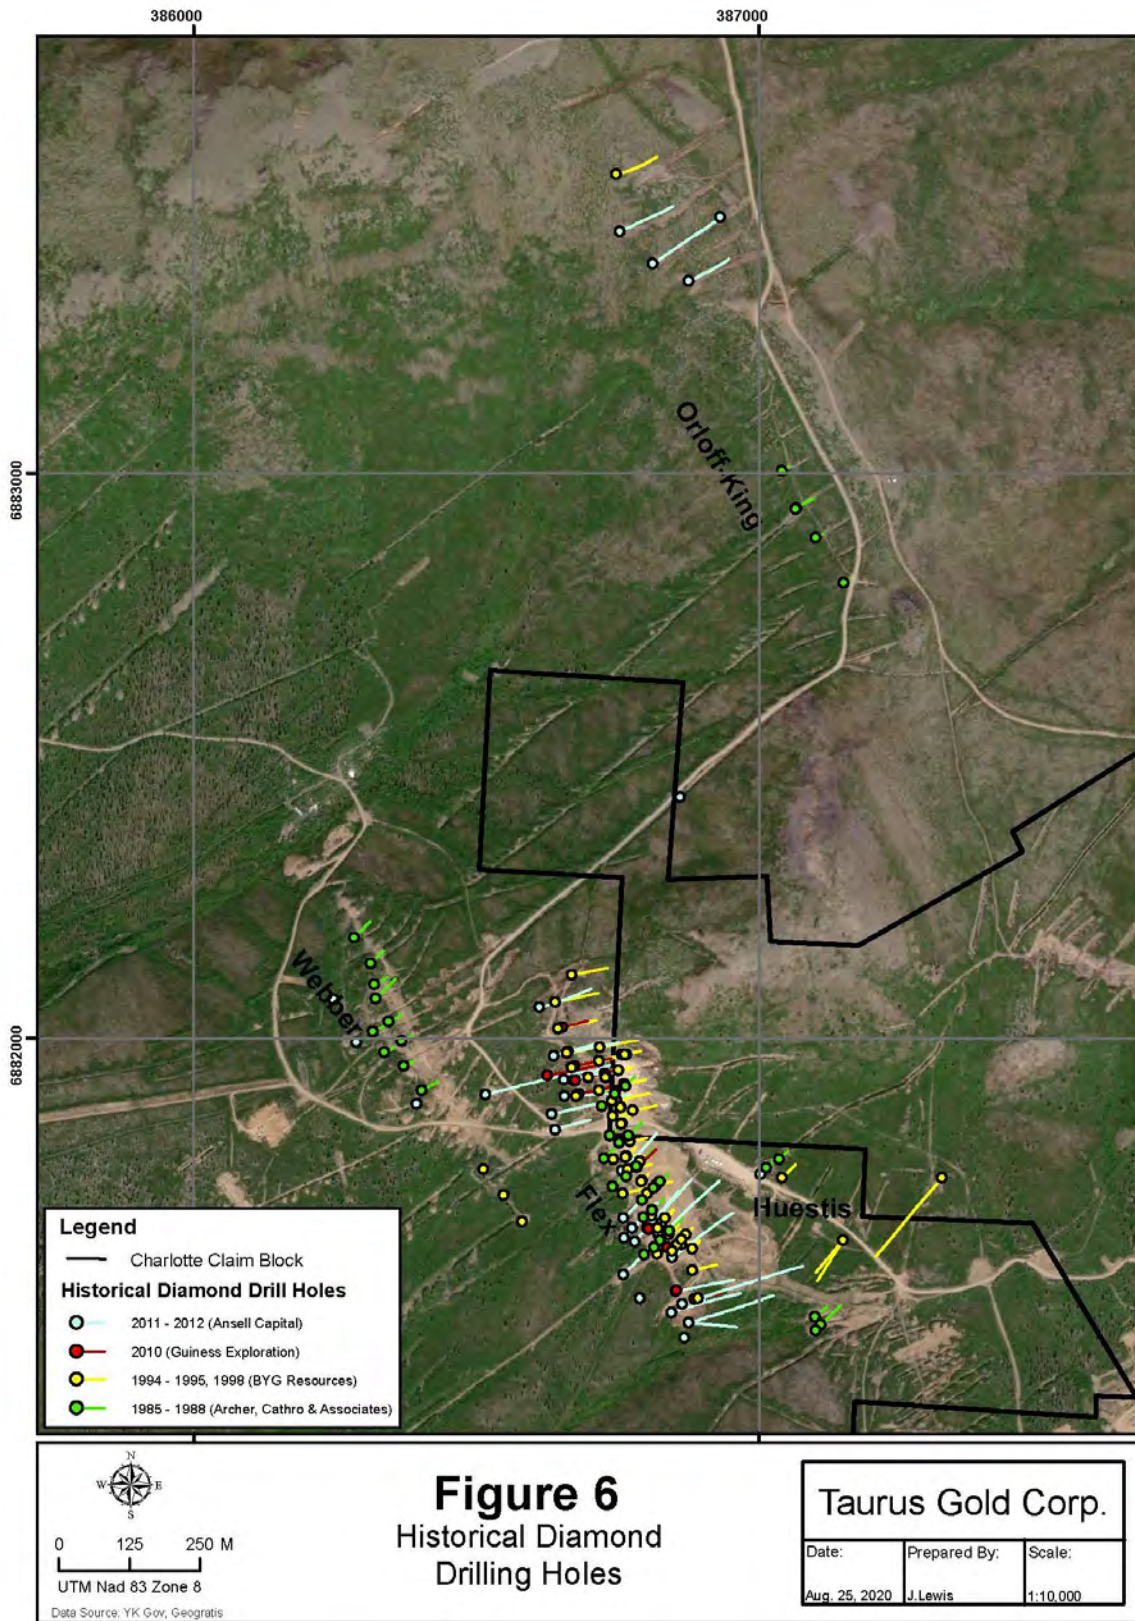 386000
387000
6883000
6882000
Orloff-King
Webber
Flex
Huestis
Legend
Charlotte Claim Block
Historical Diamond Drill Holes
2011 - 2012 (Ansell Capital)
2010 (Guiness Exploration)
1994 - 1995, 1998 (BYG Resources)
1985 - 1988 (Archer, Cathro & Associates)
N
W
E
S
0 125 250 M
UTM Nad 83 Zone 8
Data Source: YK Gov, Geogratis
Figure 6
Historical Diamond
Drilling Holes
Taurus Gold Corp.
Date: Prepared By: Scale:
Aug. 25, 2020 J.Lewis 1:10,000